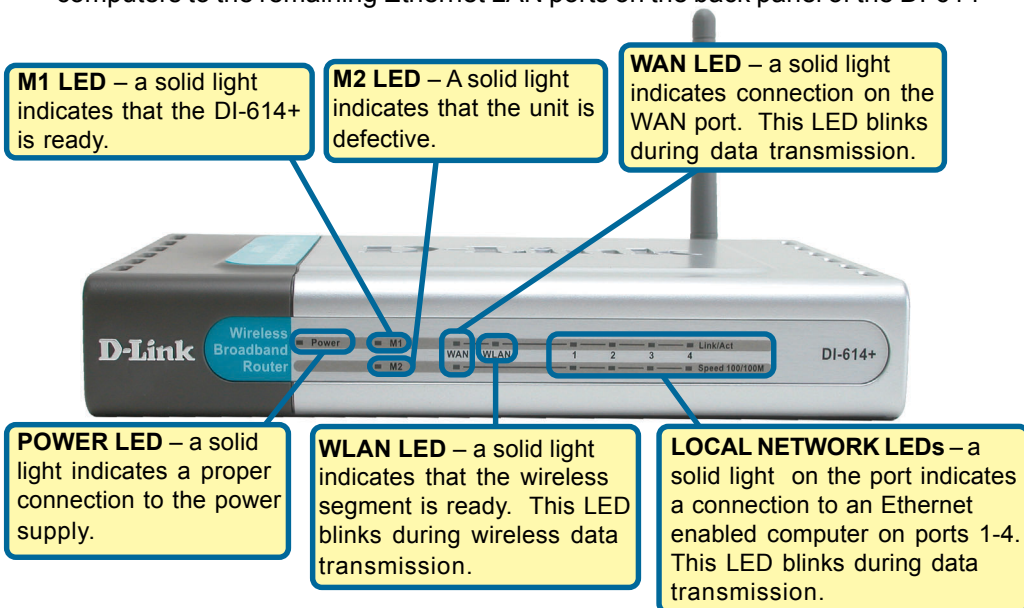 computers to the remaining Ethernet LAN ports on the back panel of the DI-614+
M1 LED – a solid light
indicates that the DI-614+
is ready.
M2 LED – A solid light
indicates that the unit is
defective.
WAN LED – a solid light
indicates connection on the
WAN port. This LED blinks
during data transmission.
D-Link
D-Link
Wireless
Broadband
Router
Power
M1
M2
WAN
WLAN
1 2 3 4
Link/Act
Speed 100/100M
DI-614+
POWER LED – a solid
light indicates a proper
connection to the power
supply.
WLAN LED – a solid light
indicates that the wireless
segment is ready. This LED
blinks during wireless data
transmission.
LOCAL NETWORK LEDs – a
solid light on the port indicates
a connection to an Ethernet
enabled computer on ports 1-4.
This LED blinks during data
transmission.